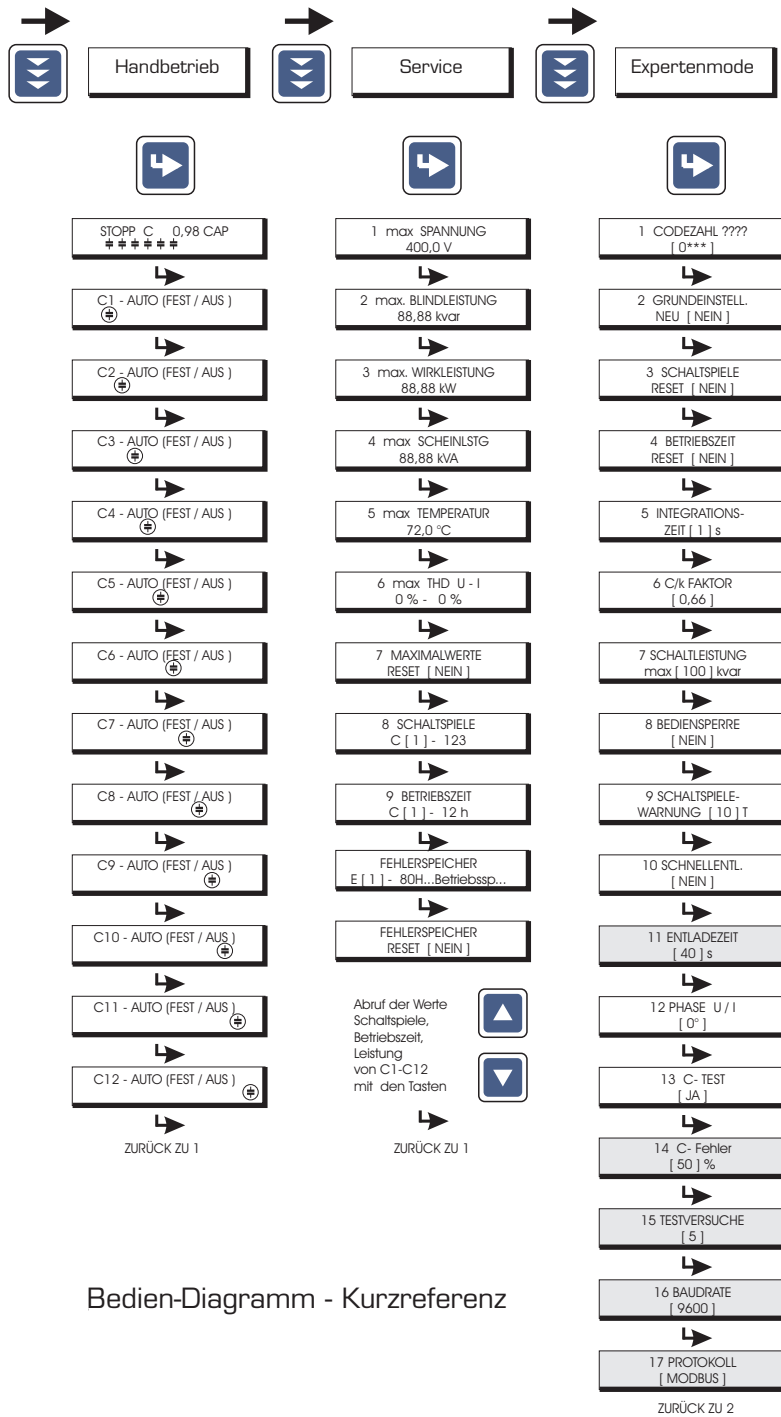 Handbetrieb
STOPP C 0,98 CAP
C1 - AUTO (FEST / AUS )
C2 - AUTO (FEST / AUS )
C3 - AUTO (FEST / AUS )
C4 - AUTO (FEST / AUS )
C5 - AUTO (FEST / AUS )
C6 - AUTO (FEST / AUS )
C7 - AUTO (FEST / AUS )
C8 - AUTO (FEST / AUS )
C9 - AUTO (FEST / AUS )
C10 - AUTO (FEST / AUS )
C11 - AUTO (FEST / AUS )
C12 - AUTO (FEST / AUS )
ZURÜCK ZU 1
Service
1 max SPANNUNG
400,0 V
2 max. BLINDLEISTUNG
88,88 kvar
3 max. WIRKLEISTUNG
88,88 kW
4 max SCHEINLSTG
88,88 kVA
5 max TEMPERATUR
72,0 °C
6 max THD U - I
0 % - 0 %
7 MAXIMALWERTE
RESET [ NEIN ]
8 SCHALTSPIELE
C [ 1 ] - 123
9 BETRIEBSZEIT
C [ 1 ] - 12 h
FEHLERSPEICHER
E [ 1 ] - 80H...Betriebssp...
FEHLERSPEICHER
RESET [ NEIN ]
Abruf der Werte
Schaltspiele,
Betriebszeit,
Leistung
von C1-C12
mit den Tasten
ZURÜCK ZU 1
Expertenmode
1 CODEZAHL ????
[ 0*** ]
2 GRUNDEINSTELL.
NEU [ NEIN ]
3 SCHALTSPIELE
RESET [ NEIN ]
4 BETRIEBSZEIT
RESET [ NEIN ]
5 INTEGRATIONS-
ZEIT [ 1 ] s
6 C/k FAKTOR
[ 0,66 ]
7 SCHALTLEISTUNG
max [ 100 ] kvar
8 BEDIENSPERRE
[ NEIN ]
9 SCHALTSPIELE-
WARNUNG [ 10 ] T
10 SCHNELLENTL.
[ NEIN ]
11 ENTLADEZEIT
[ 40 ] s
12 PHASE U / I
[ 0° ]
13 C- TEST
[ JA ]
14 C- Fehler
[ 50 ] %
15 TESTVERSUCHE
[ 5 ]
16 BAUDRATE
[ 9600 ]
17 PROTOKOLL
[ MODBUS ]
ZURÜCK ZU 2
Bedien-Diagramm - Kurzreferenz